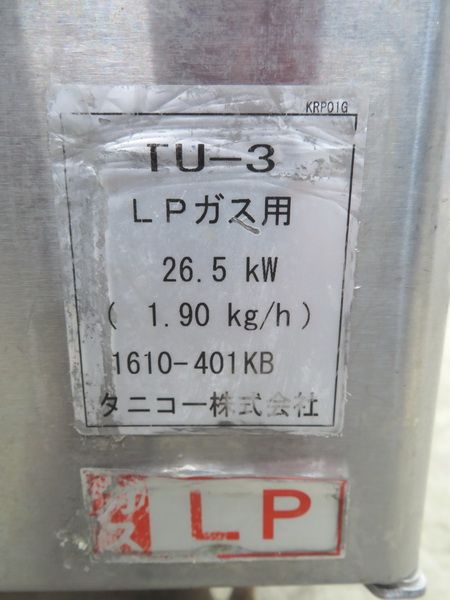 KRP01G
TU-3
LPガス用
26.5 kW
( 1.90 kg/h )
1610-401KB
タニコー株式会社
LP